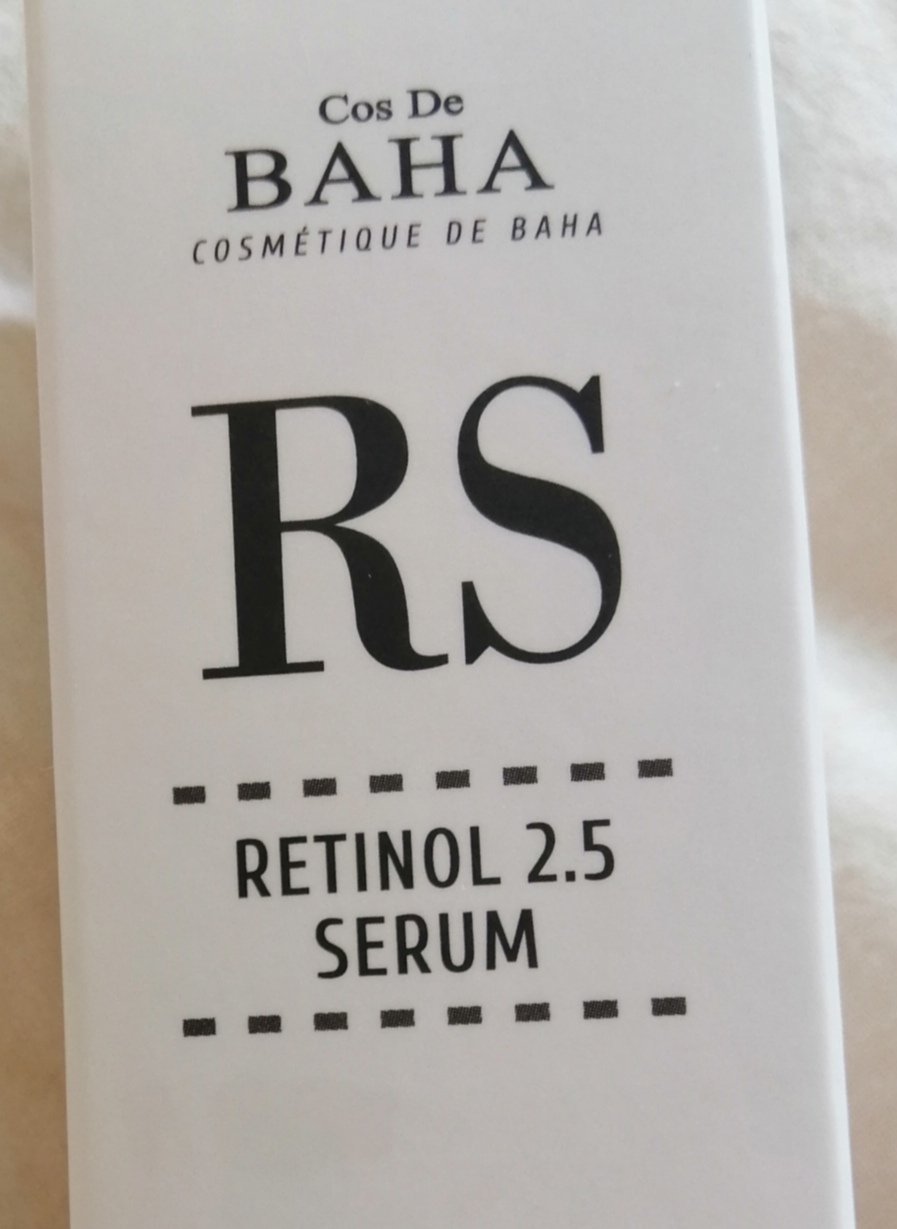 Cos De
BAHA
COSMÉTIQUE DE BAHA
RS
RETINOL 2.5
SERUM